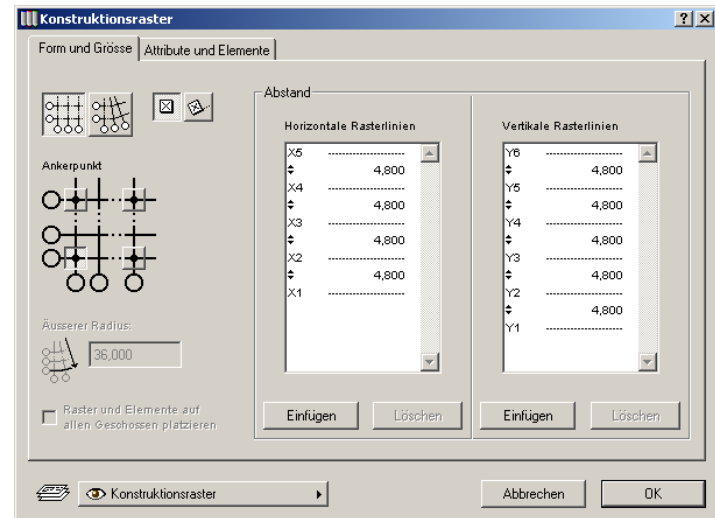 Konstruktionsraster
Form und Grösse
Attribute und Elemente
Ankerpunkt
Äusserer Radius:
36,000
Raster und Elemente auf
allen Geschossen platzieren
Abstand
Horizontale Rasterlinien
X5 --------------------
4,800
X4 --------------------
4,800
X3 --------------------
4,800
X2 --------------------
4,800
X1 --------------------
Einfügen
Löschen
Vertikale Rasterlinien
Y6 --------------------
4,800
Y5 --------------------
4,800
Y4 --------------------
4,800
Y3 --------------------
4,800
Y2 --------------------
4,800
Y1 --------------------
Einfügen
Löschen
Konstruktionsraster
Abbrechen
OK